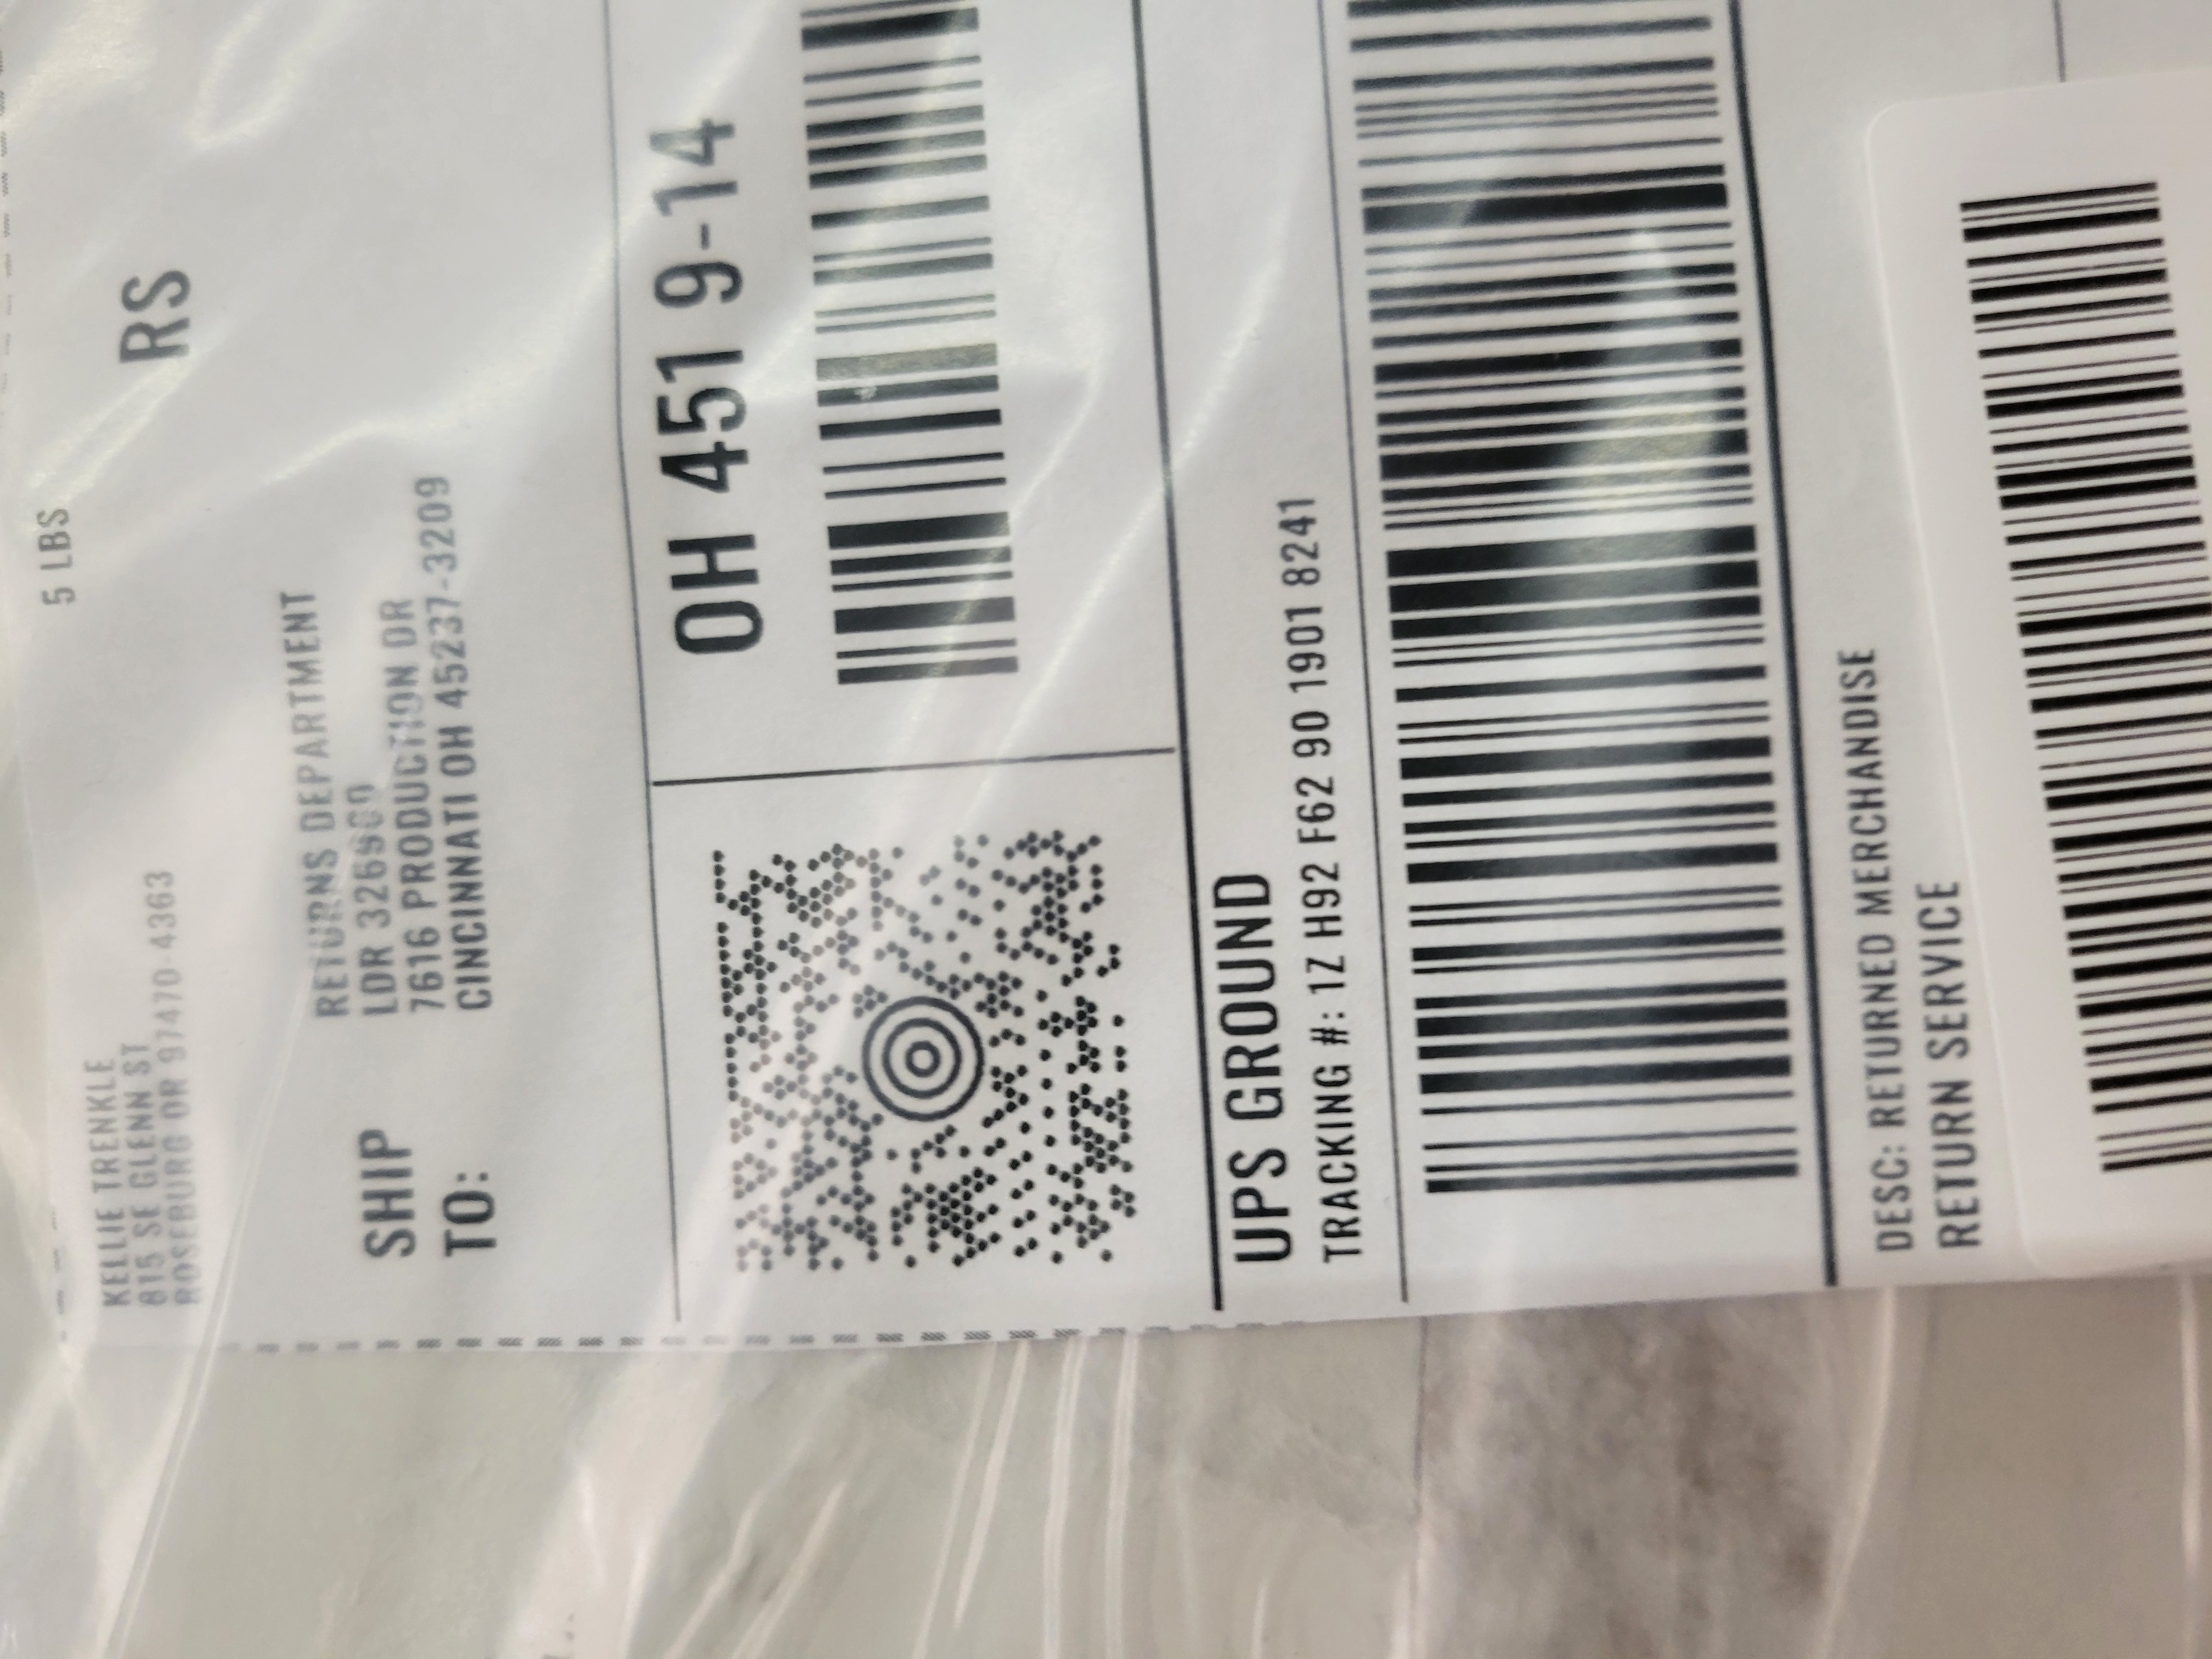 KELLIE TRENKLE
815 SE GLENN ST
ROSEBURG OR 97470-4363
5 LBS
RS
SHIP
TO:
RETURNS DEPARTMENT
LDR
7616 PRODUCTION DR
CINCINNATI OH 45237-3209
OH 451 9-14
UPS GROUND
TRACKING #: 1Z H92 F62 90 1901 8241
DESC: RETURNED MERCHANDISE
RETURN SERVICE